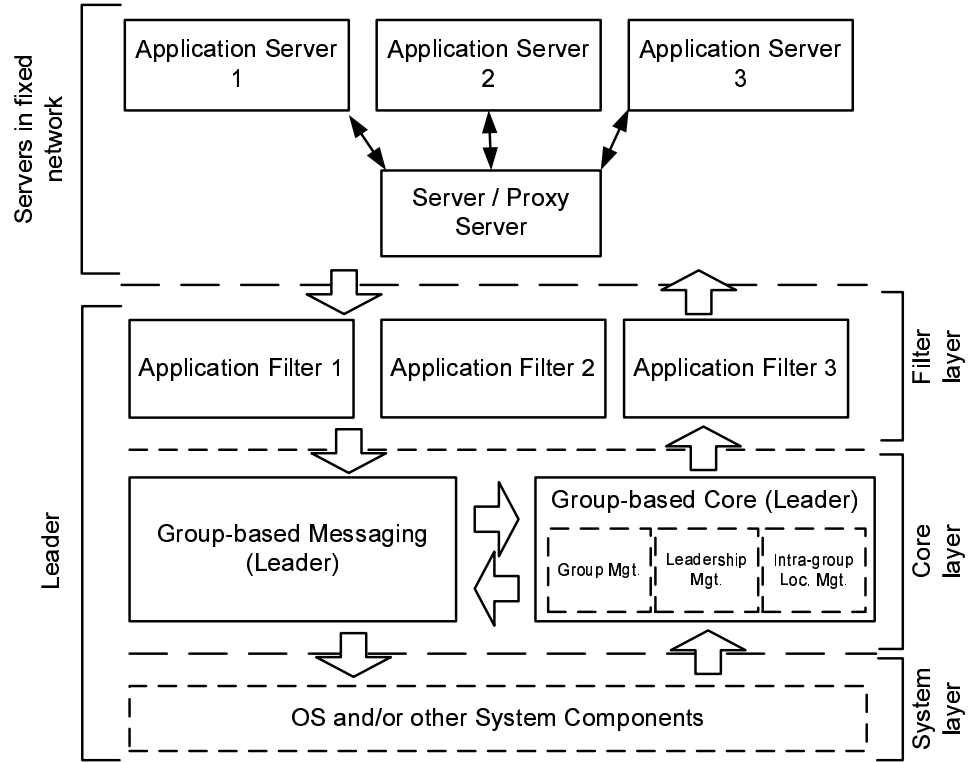 Servers in fixed
network
Application Server
1
Application Server
2
Application Server
3
Server / Proxy
Server
Leader
Filter
layer
Application Filter 1
Application Filter 2
Application Filter 3
Core
layer
Group-based Messaging
(Leader)
Group-based Core (Leader)
Group Mgt.
Leadership
Mgt.
Intra-group
Loc. Mgt.
System
layer
OS and/or other System Components